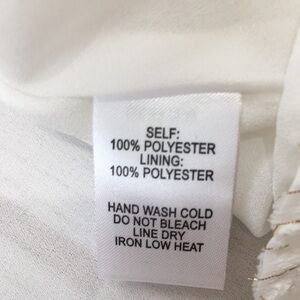 SELF:
100% POLYESTER
LINING:
100% POLYESTER
HAND WASH COLD
DO NOT BLEACH
LINE DRY
IRON LOW HEAT